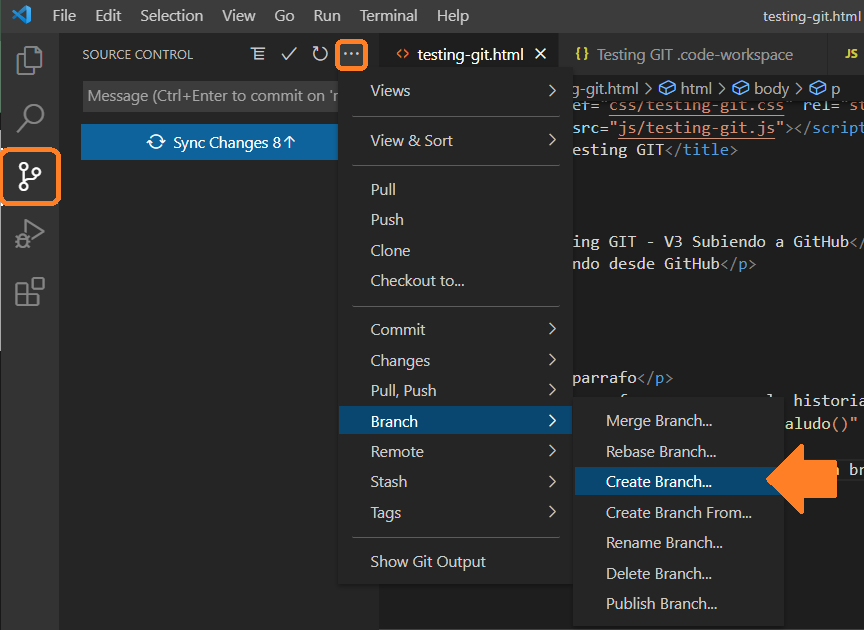 File Edit Selection View Go Run Terminal Help testing-git.html
SOURCE CONTROL
testing-git.html
{} Testing GIT .code-workspace
JS
Message (Ctrl+Enter to commit on 'r
Sync Changes 8↑
g-git.html > html > body > p
ef="css/testing-git.css" rel="st
src="js/testing-git.js"></script
esting GIT</title>
ing GIT - V3 Subiendo a GitHub</
ndo desde GitHub</p>
parrafo</p>
historia
aludo()"
br
Views
View & Sort
Pull
Push
Clone
Checkout to...
Commit
Changes
Pull, Push
Branch
Remote
Stash
Tags
Show Git Output
Merge Branch...
Rebase Branch...
Create Branch...
Create Branch From...
Rename Branch...
Delete Branch...
Publish Branch...